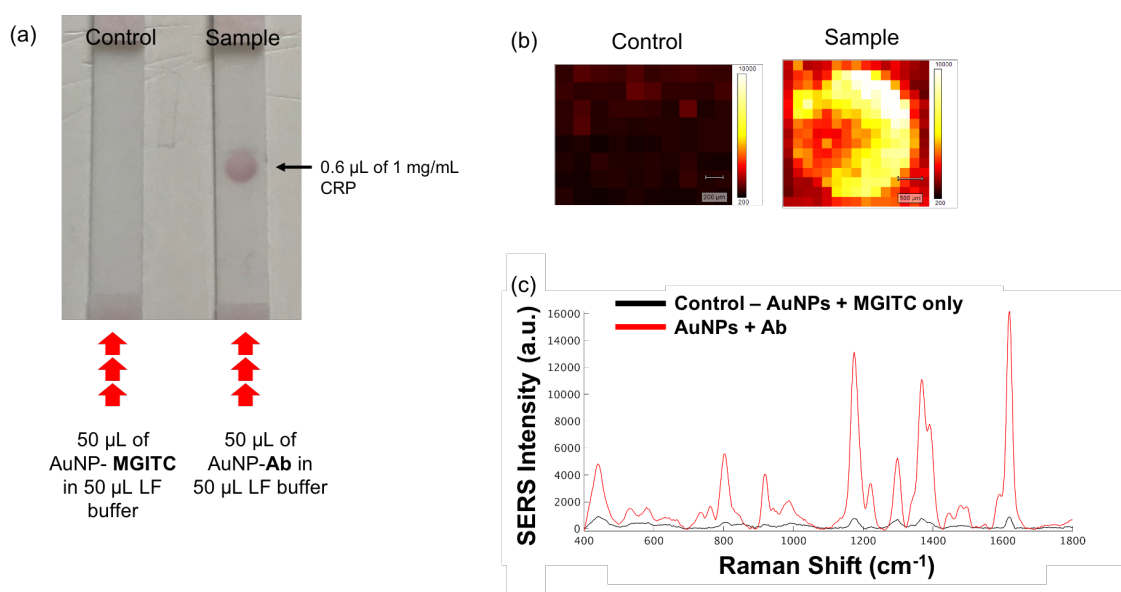 (a)
Control
Sample
0.6 µL of 1 mg/mL
CRP
50 µL of
AuNP- MGITC
in 50 µL LF
buffer
50 µL of
AuNP-Ab in
50 µL LF buffer
(b)
Control
Sample
10000
200
200 µm
10000
200
500 µm
(c)
Control – AuNPs + MGITC only
AuNPs + Ab
SERS Intensity (a.u.)
16000
14000
12000
10000
8000
6000
4000
2000
0
400
600
800
1000
1200
1400
1600
1800
Raman Shift (cm-1)